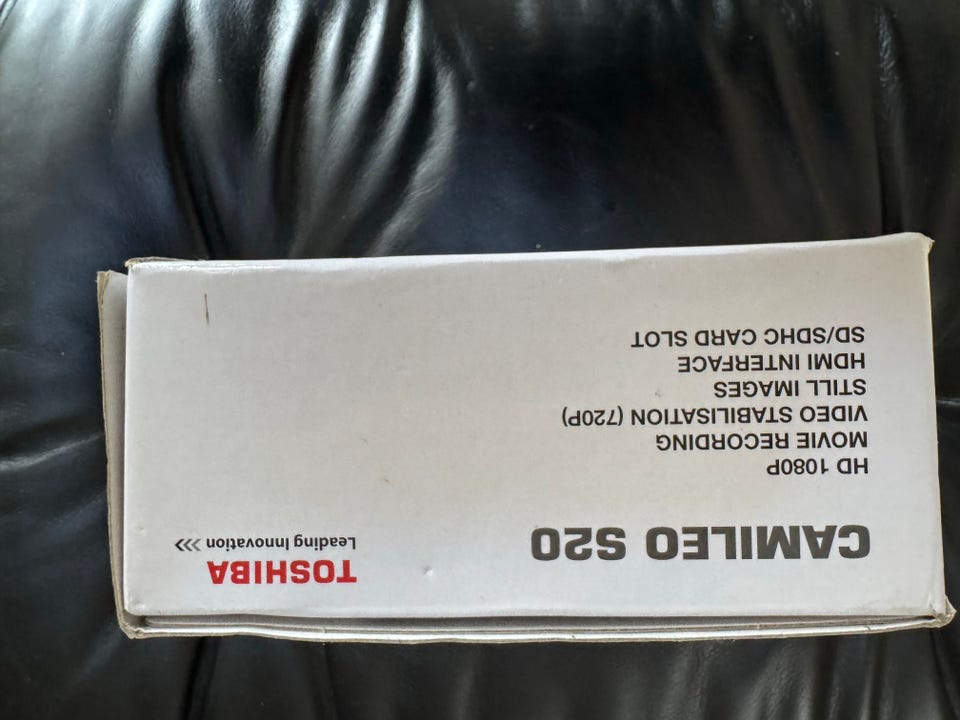 CAMILEO S20
TOSHIBA
Leading Innovation >>>
HD 1080P
MOVIE RECORDING
VIDEO STABILISATION (720P)
STILL IMAGES
HDMI INTERFACE
SD/SDHC CARD SLOT